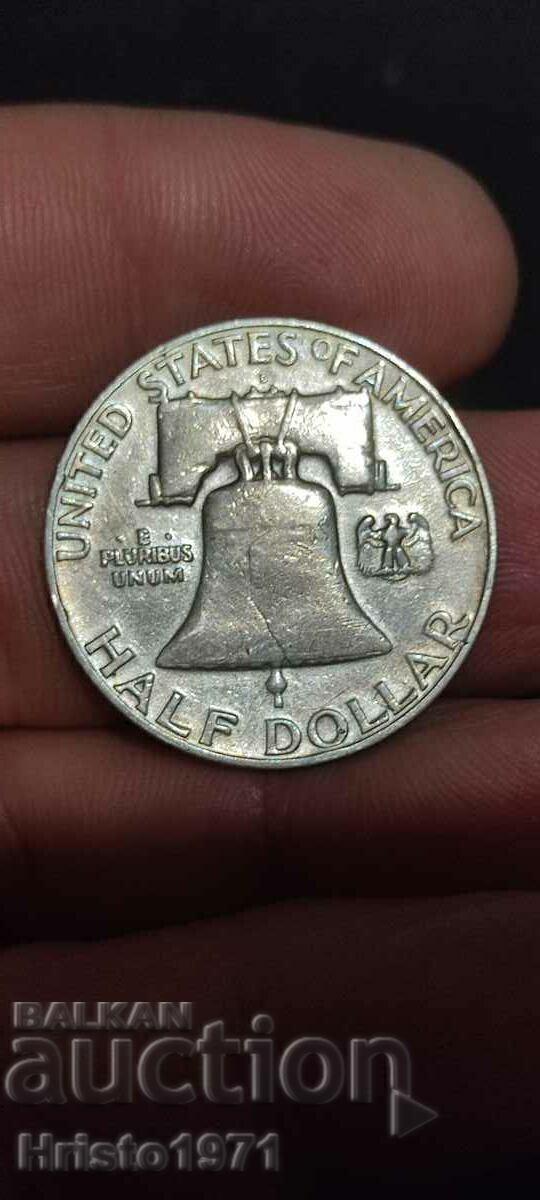 UNITED STATES OF AMERICA
· E ·
PLURIBUS
UNUM
HALF DOLLAR
BALKAN
auction
Hristo1971